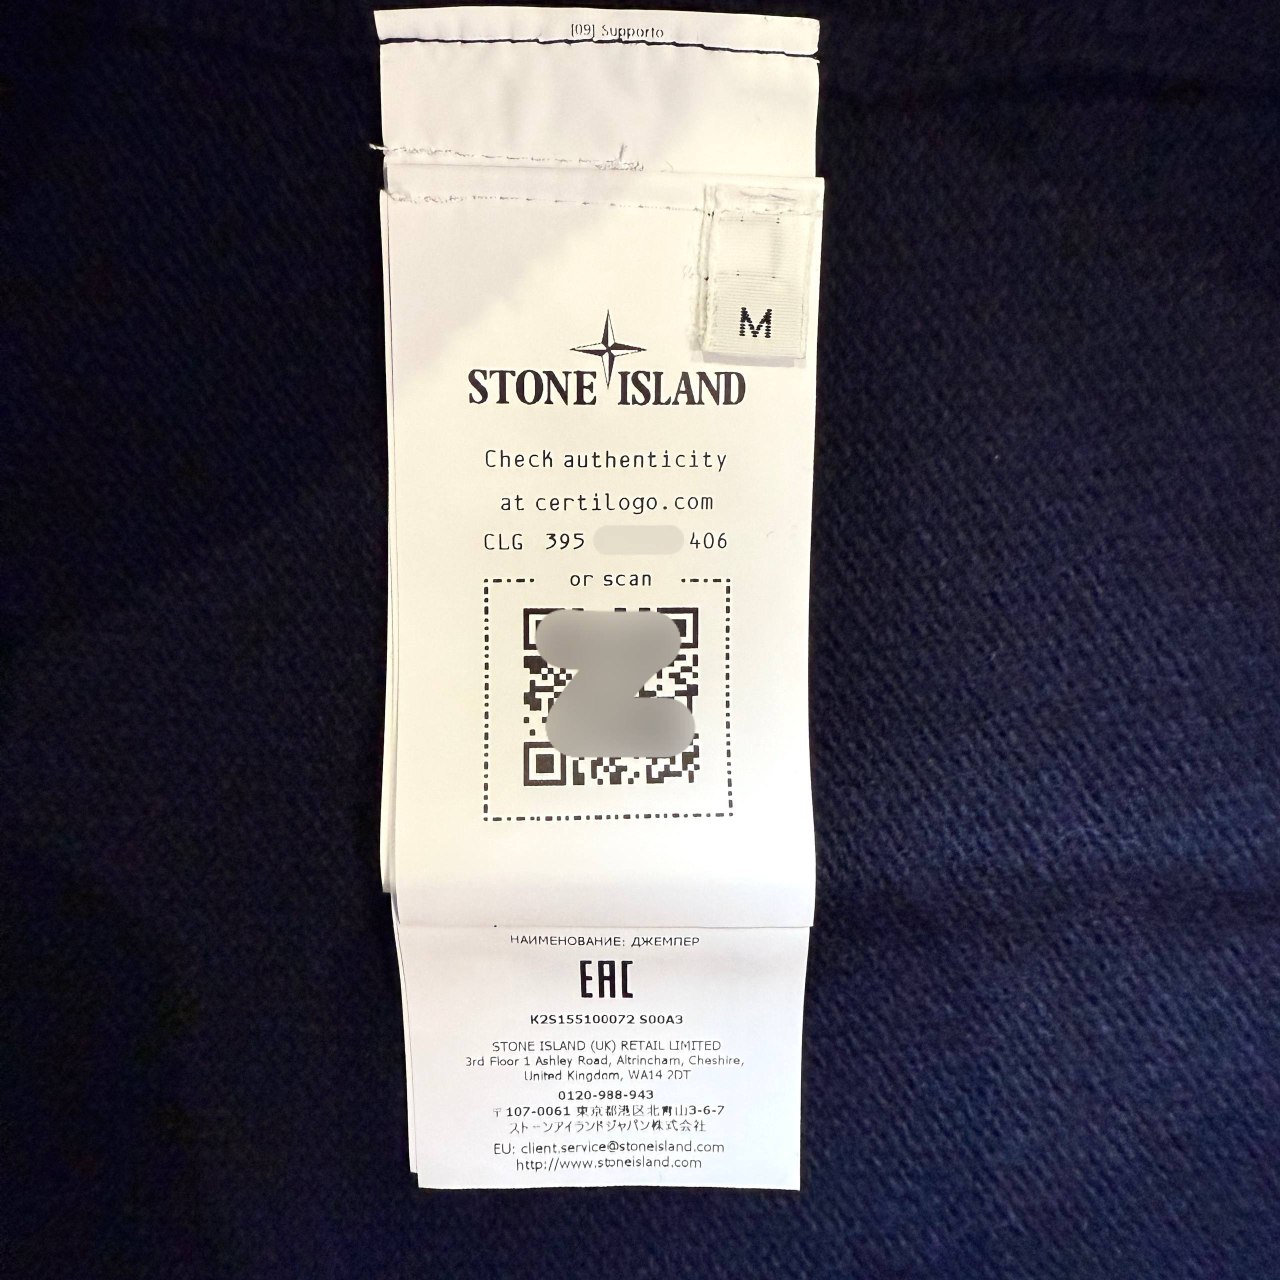 [09] Supporto
M
STONE ISLAND
Check authenticity
at certilogo.com
CLG 395 406
or scan
НАИМЕНОВАНИЕ: ДЖЕМПЕР
EAC
K2S155100072 S00A3
STONE ISLAND (UK) RETAIL LIMITED
3rd Floor 1 Ashley Road, Altrincham, Cheshire,
United Kingdom, WA14 2DT
0120-988-943
〒107-0061 東京都港区北青山3-6-7
ストーンアイランドジャパン株式会社
EU: client.service@stoneisland.com
http://www.stoneisland.com